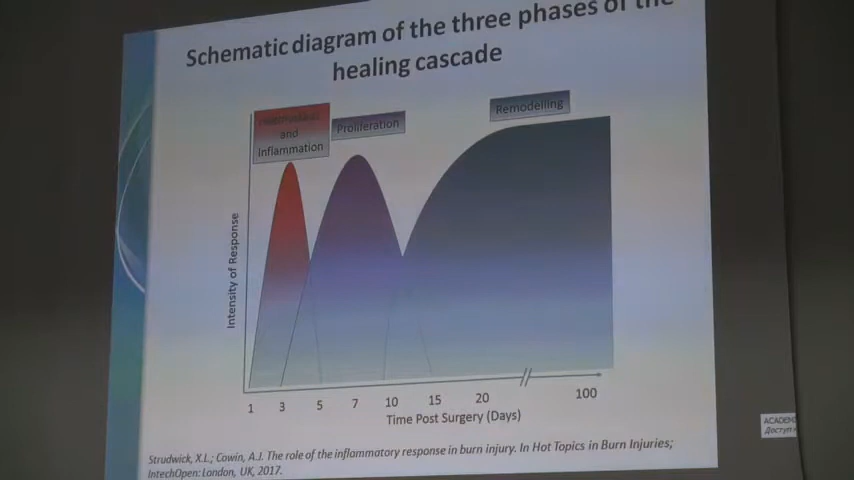 Schematic diagram of the three phases of the
healing cascade
and
Inflammation
Proliferation
Remodelling
Intensity of Response
1 3 5 7 10 15 20 100
Time Post Surgery (Days)
Strudwick, X.L.; Cowin, A.J. The role of the inflammatory response in burn injury. In Hot Topics in Burn Injuries;
IntechOpen: London, UK, 2017.